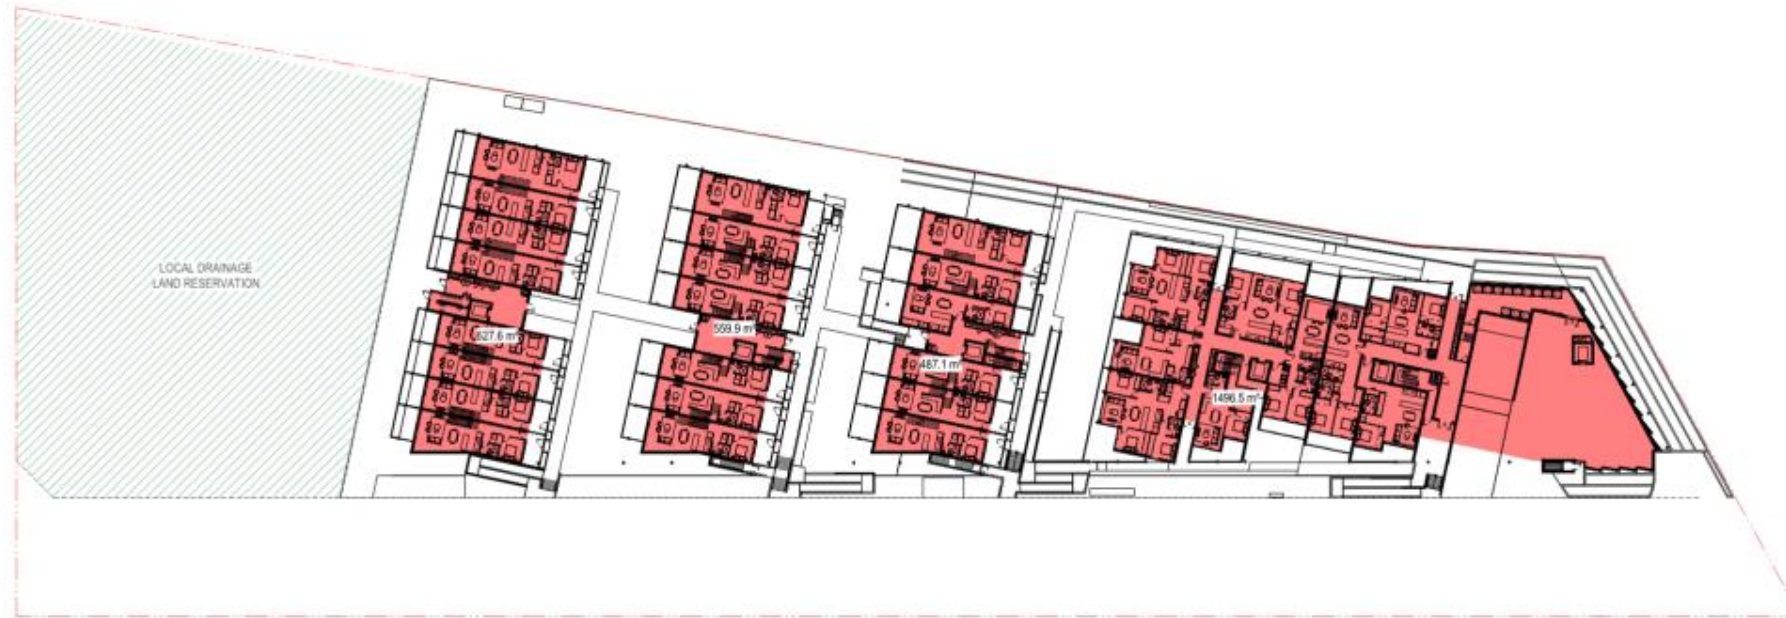 LOCAL DRAINAGE
LAND RESERVATION
627.6 m²
559.9 m²
487.1 m²
1496.5 m²